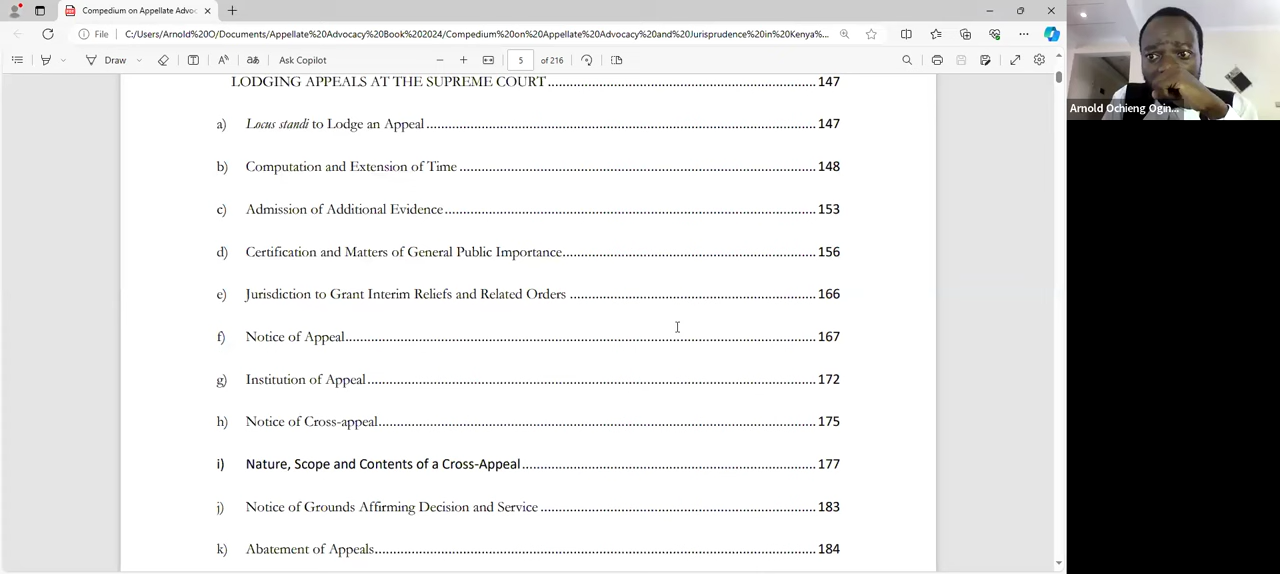 Compedium on Appellate Advoc
File
C:/Users/Arnold%20O/Documents/Appellate%20Advocacy%20Book%202024/Compedium%20on%20Appellate%20Advocacy%20and%20Jurisprudence%20in%20Kenya%...
Draw
Ask Copilot
5
of 216
Arnold Ochieng Ogin...
LODGING APPEALS AT THE SUPREME COURT 147
a) Locus standi to Lodge an Appeal 147
b) Computation and Extension of Time 148
c) Admission of Additional Evidence 153
d) Certification and Matters of General Public Importance 156
e) Jurisdiction to Grant Interim Reliefs and Related Orders 166
f) Notice of Appeal 167
g) Institution of Appeal 172
h) Notice of Cross-appeal 175
i) Nature, Scope and Contents of a Cross-Appeal 177
j) Notice of Grounds Affirming Decision and Service 183
k) Abatement of Appeals 184